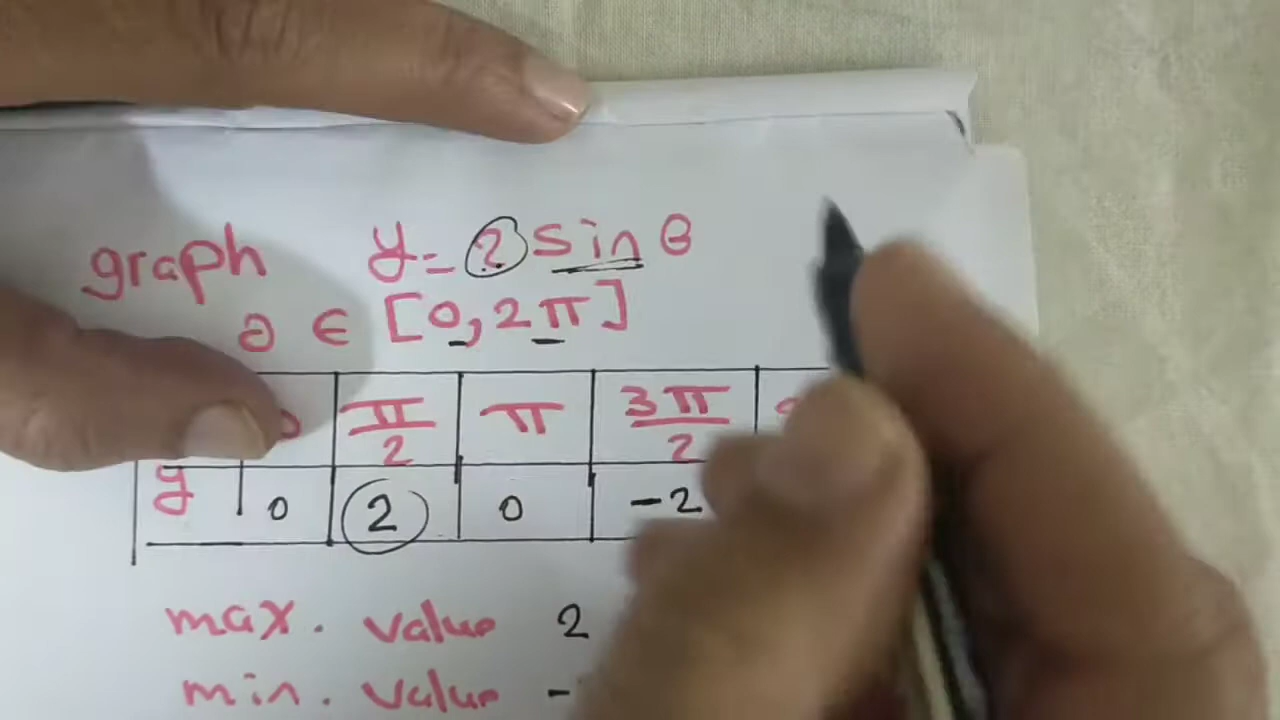 graph y = 2 sin θ
θ ∈ [0, 2π]
π/2 π 3π/2
y 0 2 0 -2
max. value 2
min. value -